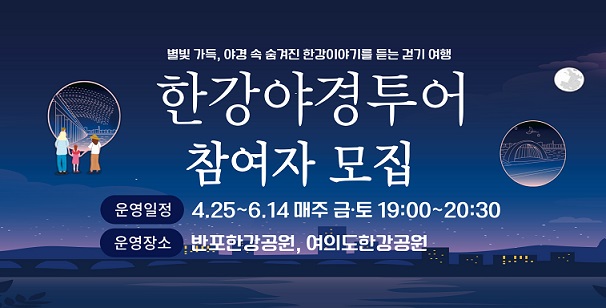 별빛 가득, 야경 속 숨겨진 한강이야기를 듣는 걷기 여행
한강야경투어
참여자 모집
운영일정 4.25~6.14 매주 금·토 19:00~20:30
운영장소 반포한강공원, 여의도한강공원